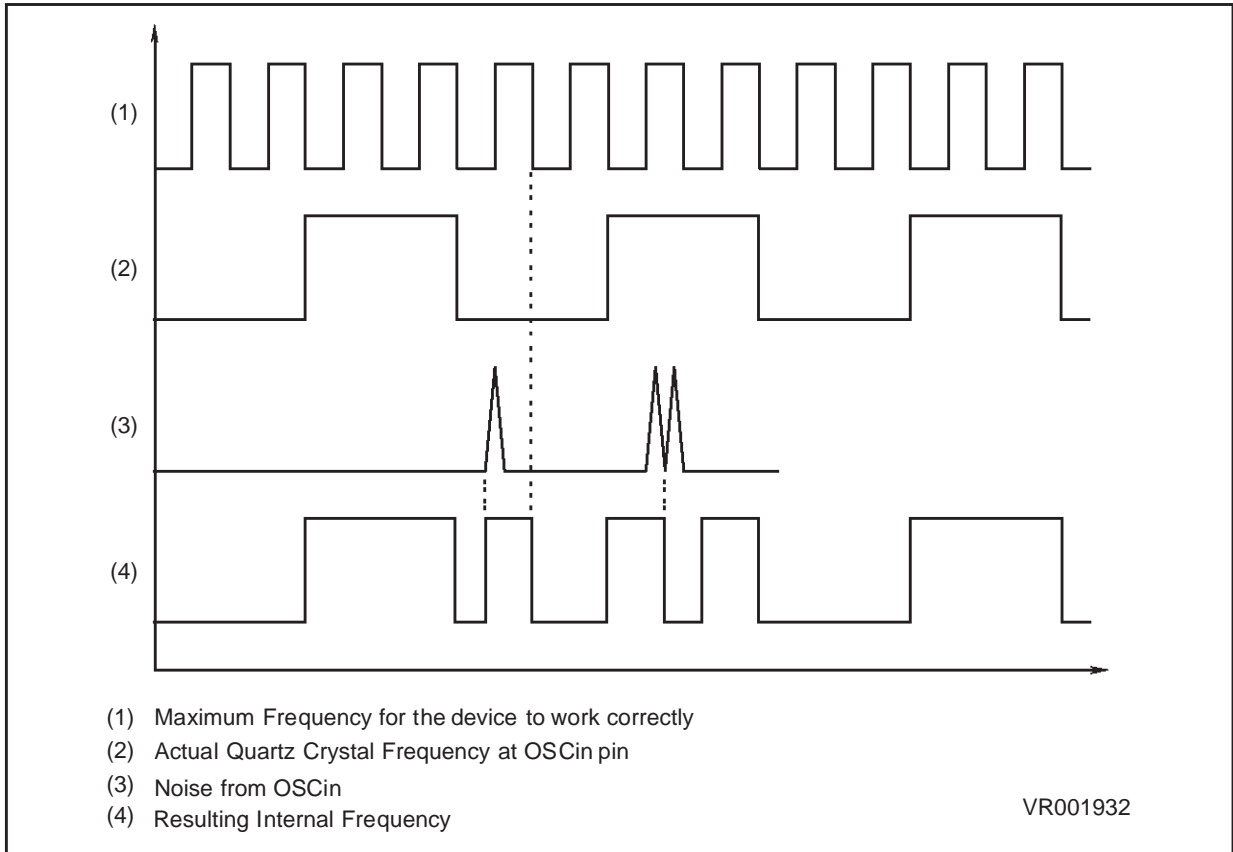 (1)
(2)
(3)
(4)
(1) Maximum Frequency for the device to work correctly
(2) Actual Quartz Crystal Frequency at OSCin pin
(3) Noise from OSCin
(4) Resulting Internal Frequency
VR001932